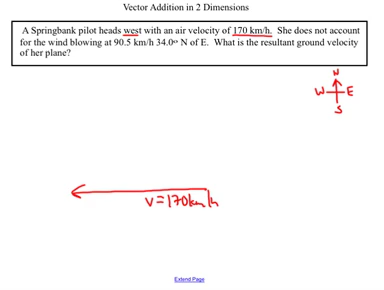 Vector Addition in 2 Dimensions
A Springbank pilot heads west with an air velocity of 170 km/h. She does not account
for the wind blowing at 90.5 km/h 34.0º N of E. What is the resultant ground velocity
of her plane?
N
W E
S
V=170km/h
Extend Page